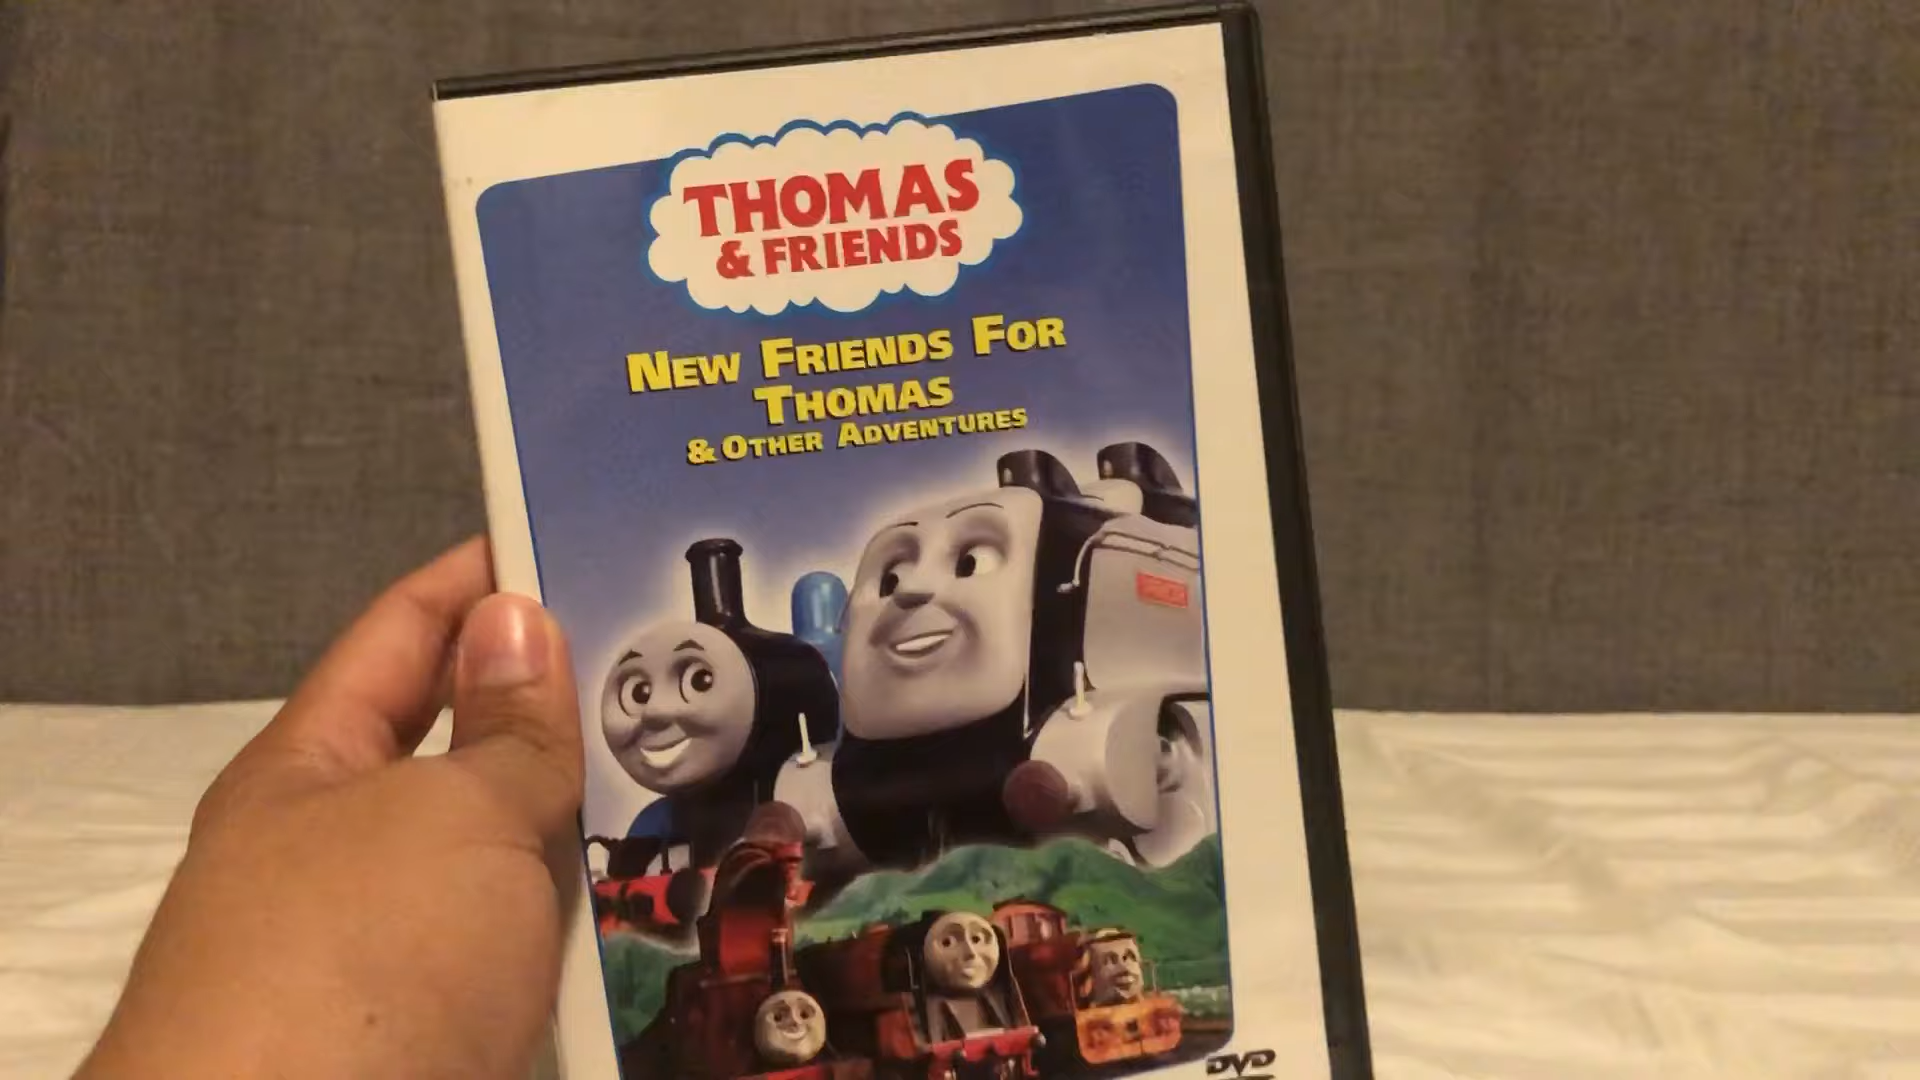 THOMAS
& FRIENDS
NEW FRIENDS FOR
THOMAS
& OTHER ADVENTURES
DVD